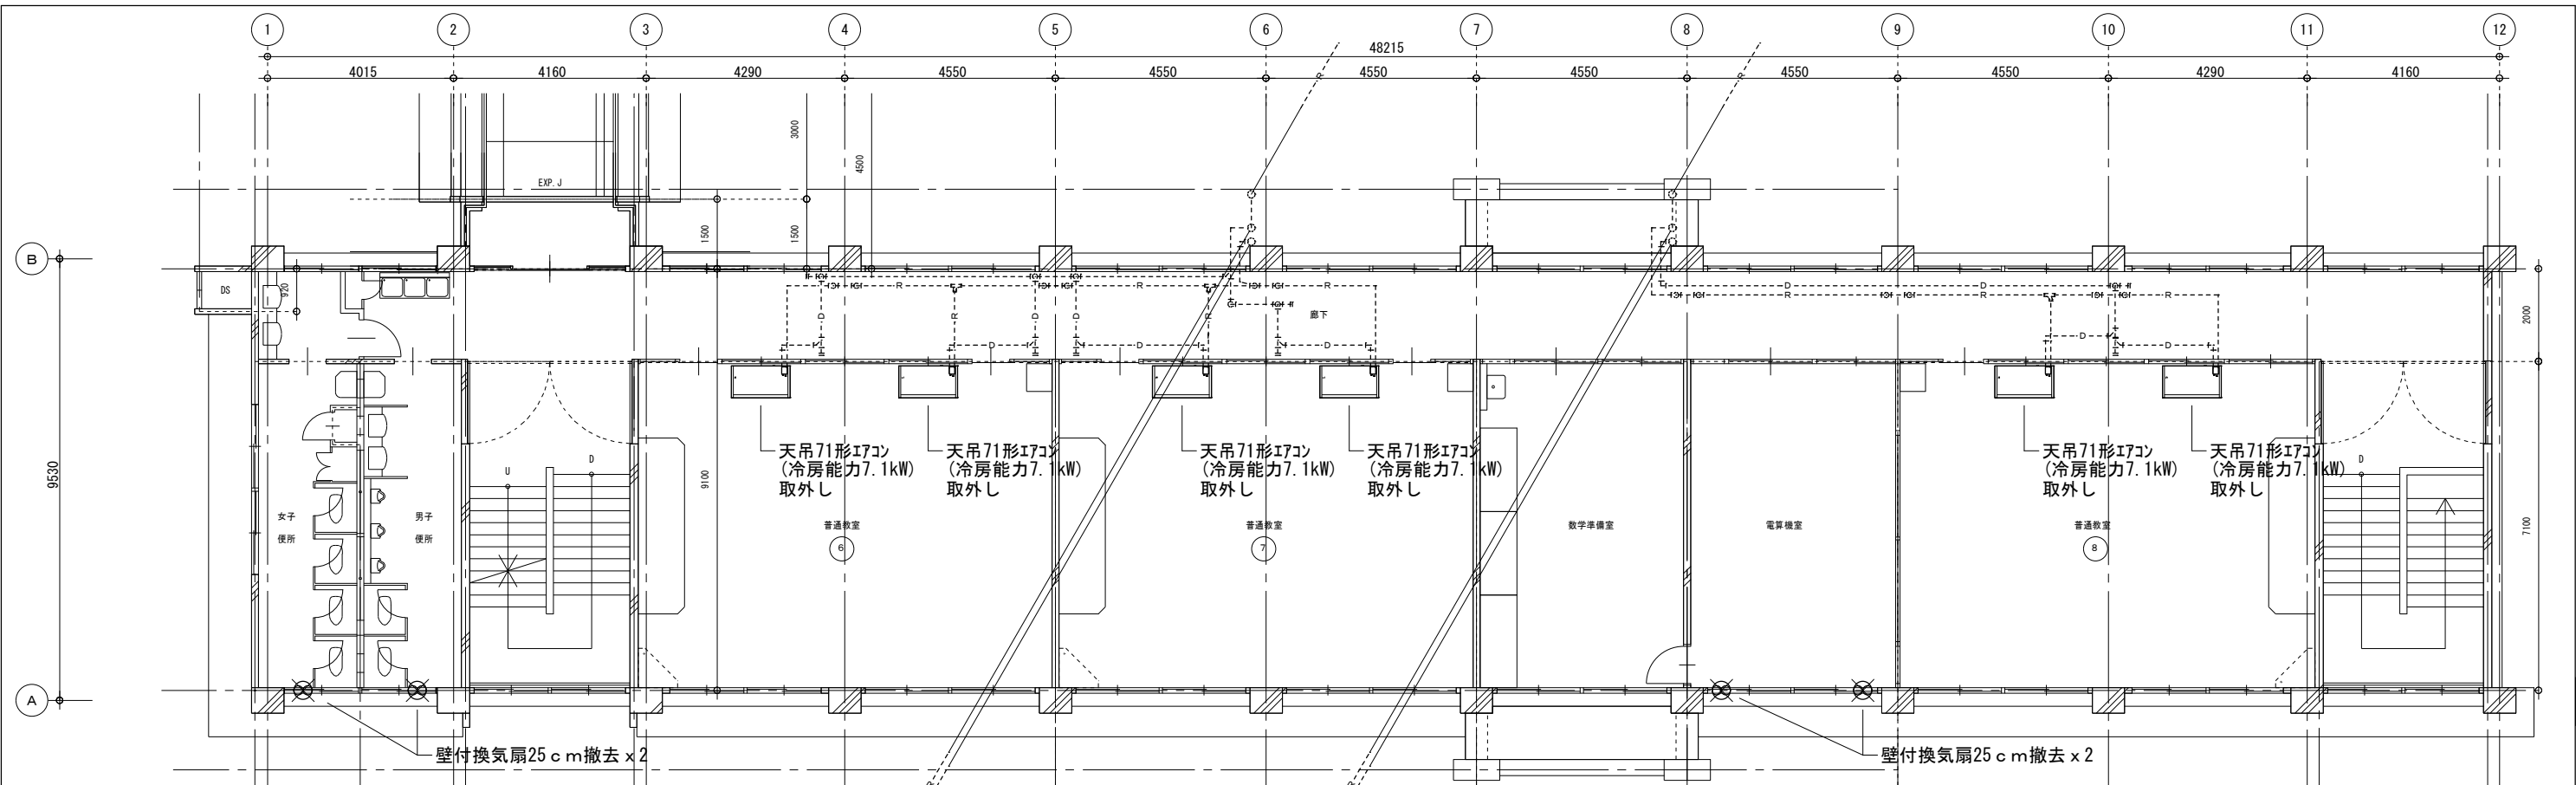 1 2 3 4 5 6 7 8 9 10 11 12
48215
4015 4160 4290 4550 4550 4550 4550 4550 4550 4290 4160
R R
3000
4500
EXP.J
1500 1500
B
DS
920
D D
R R R R R R
廊下
2000
D D D R R D R
D D D D D D D
9530
天吊71形エアコン
(冷房能力7.1kW)
取外し
天吊71形エアコン
(冷房能力7.1kW)
取外し
天吊71形エアコン
(冷房能力7.1kW)
取外し
天吊71形エアコン
(冷房能力7.1kW)
取外し
天吊71形エアコン
(冷房能力7.1kW)
取外し
天吊71形エアコン
(冷房能力7.1kW)
取外し
U D
D
9100
7100
女子
便所
男子
便所
普通教室
6
普通教室
7
数学準備室
電算機室
普通教室
8
A
壁付換気扇25ｃｍ撤去ｘ2
壁付換気扇25ｃｍ撤去ｘ2
R R